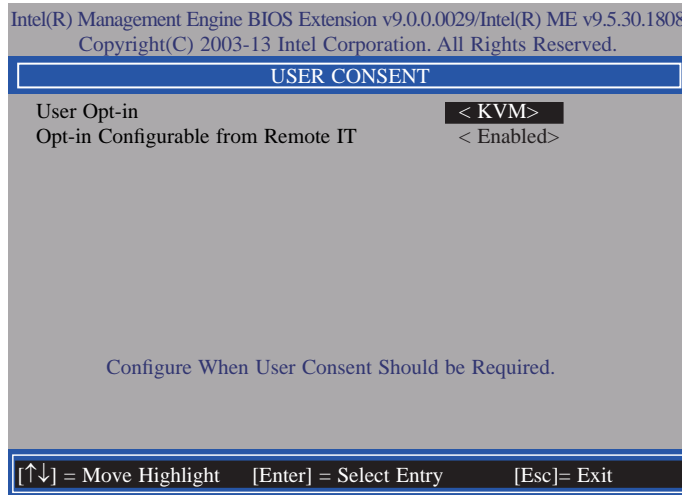 Intel(R) Management Engine BIOS Extension v9.0.0.0029/Intel(R) ME v9.5.30.1808
Copyright(C) 2003-13 Intel Corporation. All Rights Reserved.
USER CONSENT
User Opt-in < KVM>
Opt-in Configurable from Remote IT < Enabled>
Configure When User Consent Should be Required.
[↑↓] = Move Highlight [Enter] = Select Entry [Esc]= Exit